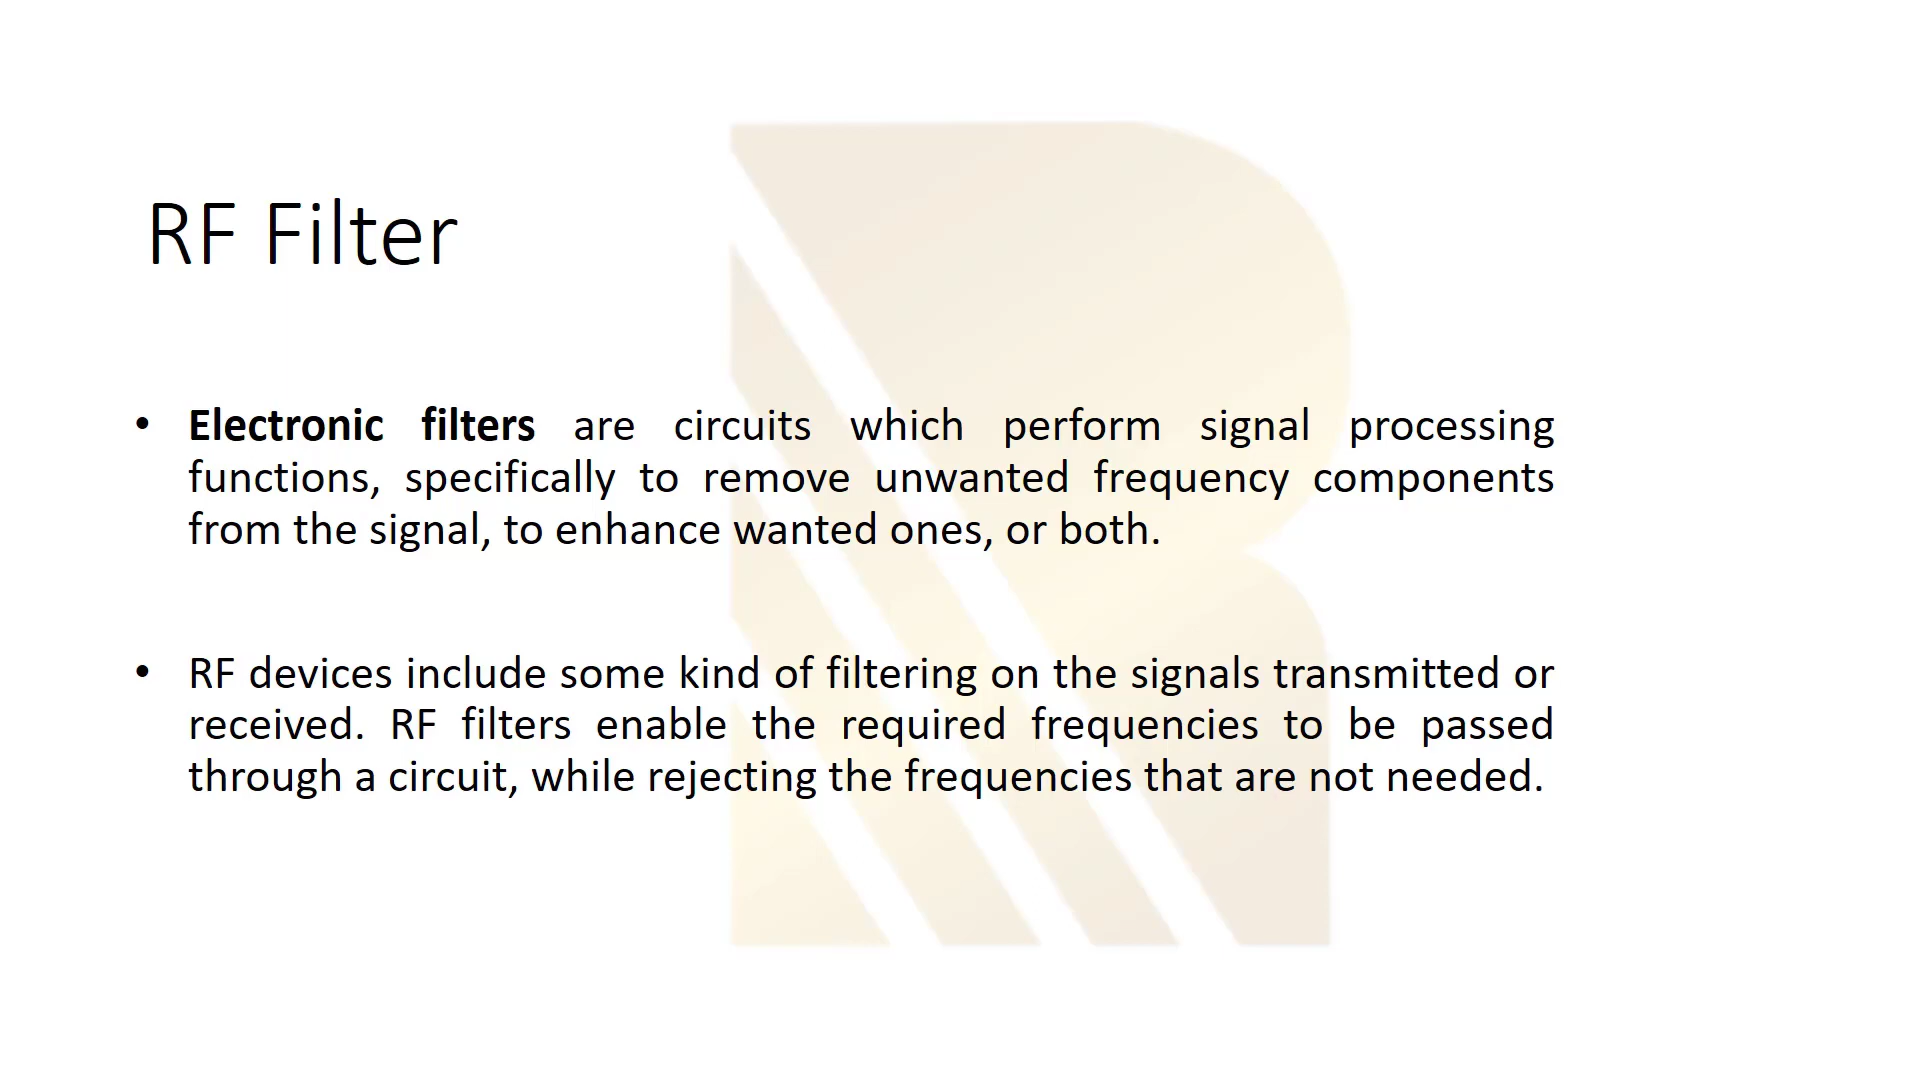 RF Filter
• Electronic filters are circuits which perform signal processing
functions, specifically to remove unwanted frequency components
from the signal, to enhance wanted ones, or both.
• RF devices include some kind of filtering on the signals transmitted or
received. RF filters enable the required frequencies to be passed
through a circuit, while rejecting the frequencies that are not needed.